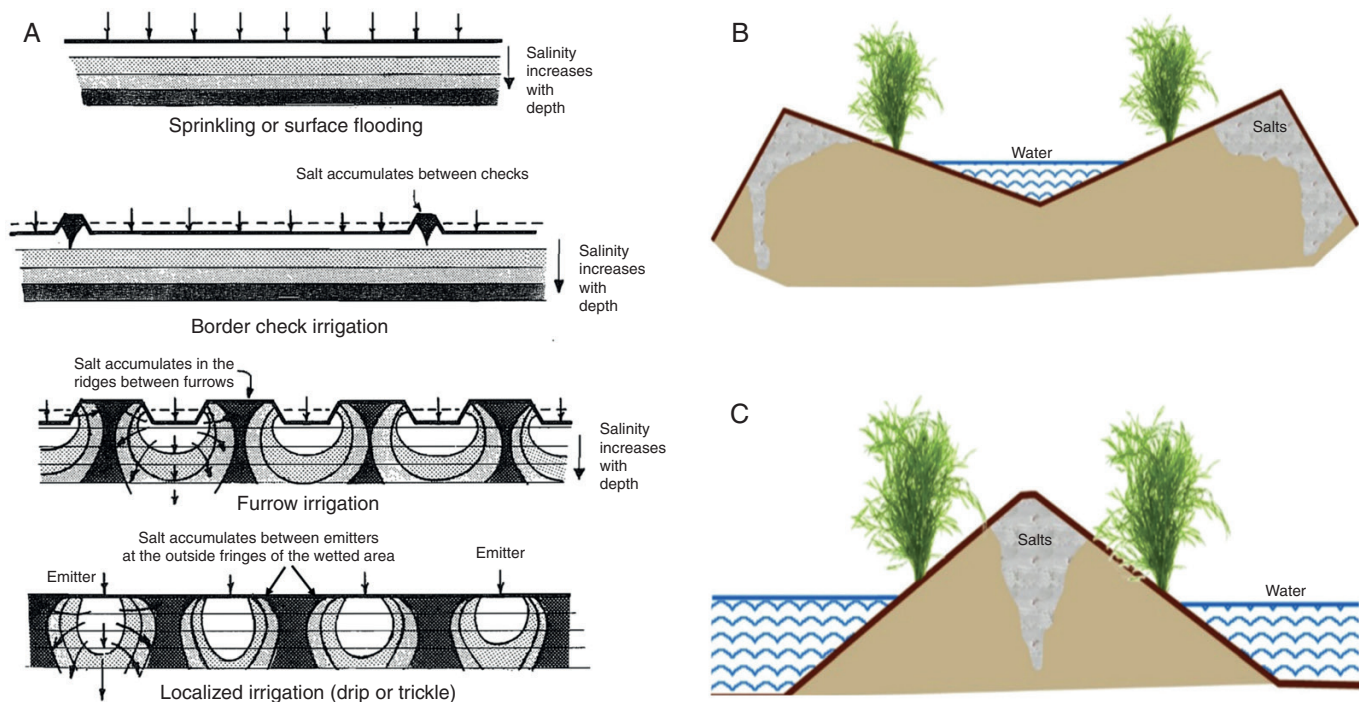 A
Salinity
increases
with
depth
Sprinkling or surface flooding
Salt accumulates between checks
Salinity
increases
with
depth
Border check irrigation
Salt accumulates in the
ridges between furrows
Salinity
increases
with
depth
Furrow irrigation
Salt accumulates between emitters
at the outside fringes of the wetted area
Emitter
Emitter
Localized irrigation (drip or trickle)
B
Water
Salts
C
Salts
Water